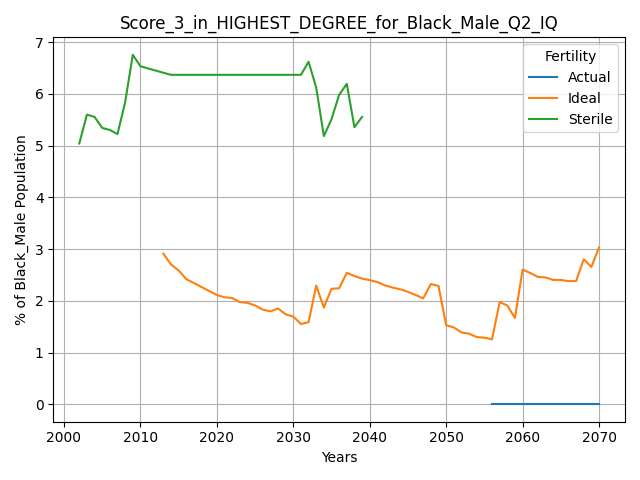 Score_3_in_HIGHEST_DEGREE_for_Black_Male_Q2_IQ
Fertility
Actual
Ideal
Sterile
% of Black_Male Population
7
6
5
4
3
2
1
0
2000 2010 2020 2030 2040 2050 2060 2070
Years